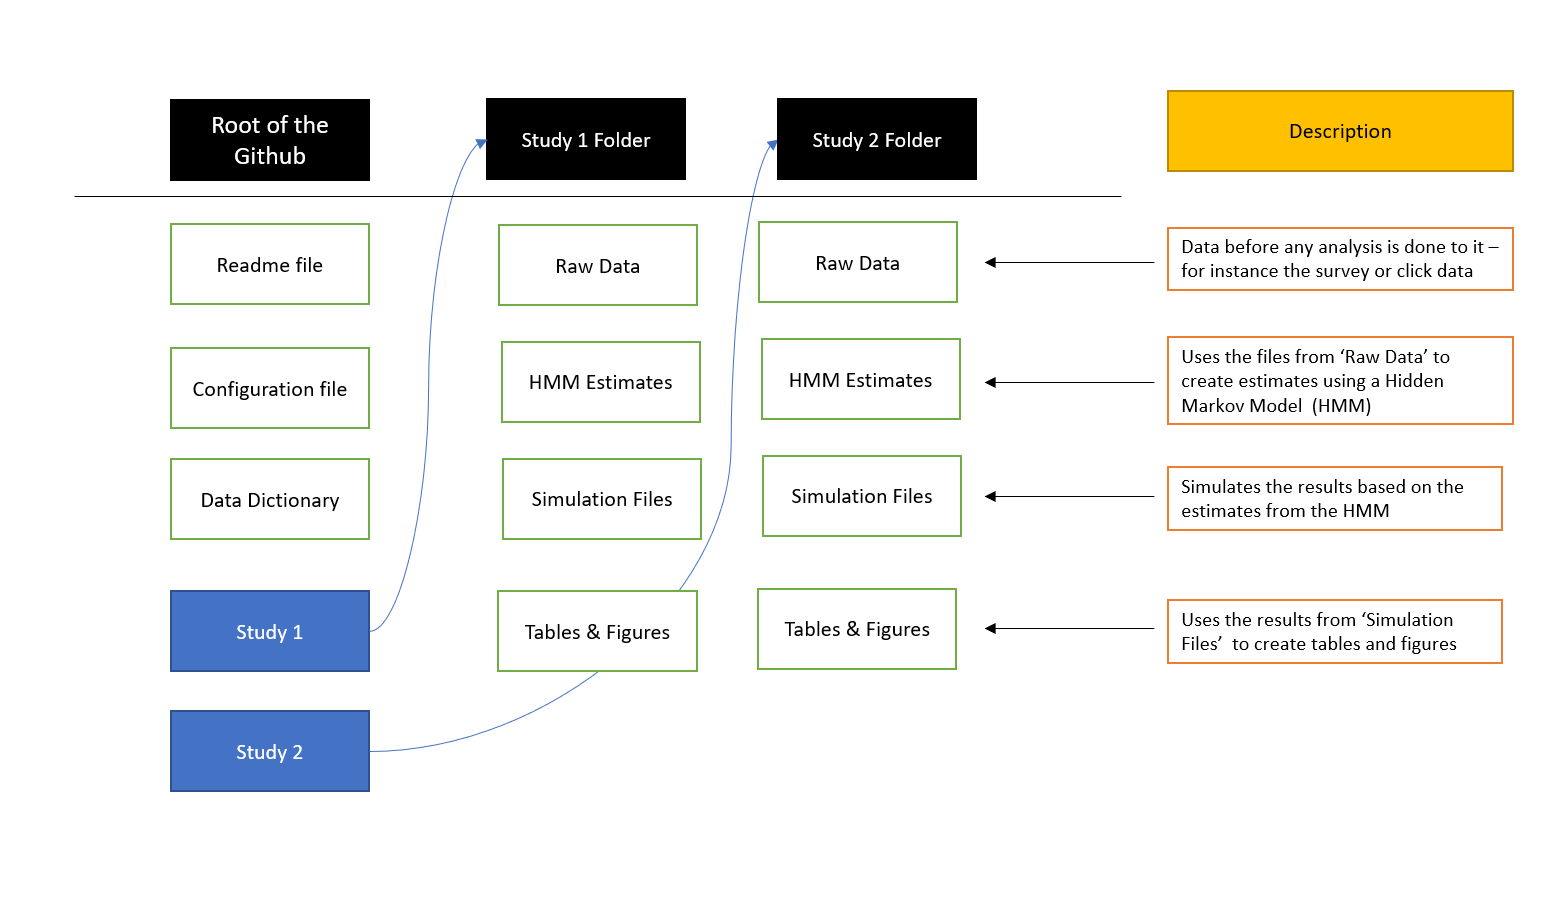 Root of the
Github
Study 1 Folder
Study 2 Folder
Description
Readme file
Raw Data
Raw Data
Data before any analysis is done to it –
for instance the survey or click data
Configuration file
HMM Estimates
HMM Estimates
Uses the files from ‘Raw Data’ to
create estimates using a Hidden
Markov Model  (HMM)
Data Dictionary
Simulation Files
Simulation Files
Simulates the results based on the
estimates from the HMM
Study 1
Tables & Figures
Tables & Figures
Uses the results from ‘Simulation
Files’  to create tables and figures
Study 2